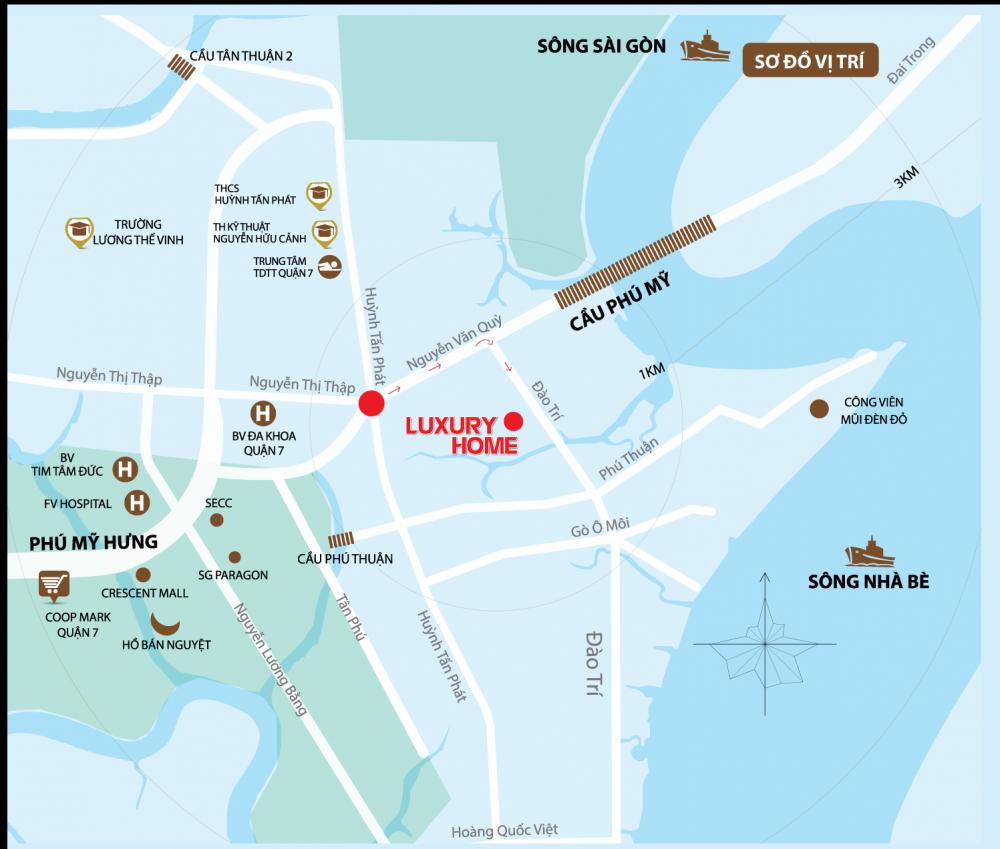 SÔNG SÀI GÒN
SƠ ĐỒ VỊ TRÍ
CẦU TÂN THUẬN 2
Đại Trong
3KM
THCS
HUỲNH TẤN PHÁT
TRƯỜNG
LƯƠNG THẾ VINH
TH KỸ THUẬT
NGUYỄN HỮU CẢNH
TRUNG TÂM
TDTT QUẬN 7
Huỳnh Tấn Phát
CẦU PHÚ MỸ
Nguyễn Văn Quỳ
1KM
Nguyễn Thị Thập
Nguyễn Thị Thập
Đào Trí
CÔNG VIÊN
MŨI ĐÈN ĐỎ
H
BV ĐA KHOA
QUẬN 7
LUXURY
HOME
BV
TIM TÂM ĐỨC
H
Phú Thuận
FV HOSPITAL
H
SECC
Gò Ô Môi
PHÚ MỸ HƯNG
CẦU PHÚ THUẬN
SG PARAGON
SÔNG NHÀ BÈ
CRESCENT MALL
COOP MARK
QUẬN 7
HỒ BÁN NGUYỆT
Nguyễn Lương Bằng
Tân Phú
Huỳnh Tấn Phát
Đào Trí
Hoàng Quốc Việt